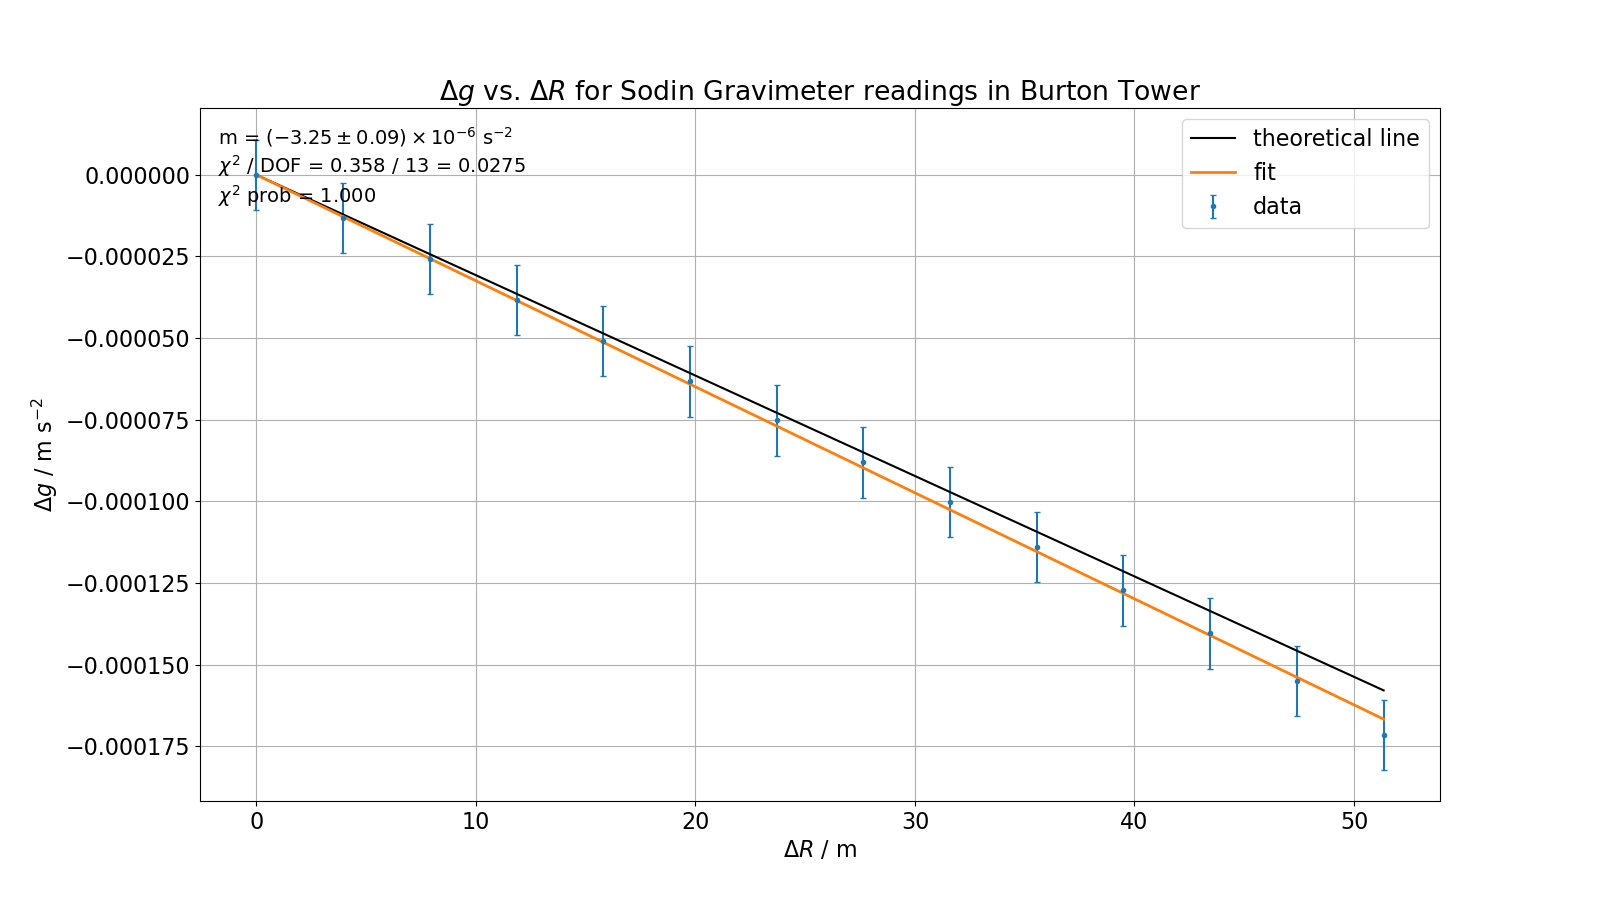 Δg vs. ΔR for Sodin Gravimeter readings in Burton Tower
m = (−3.25 ± 0.09) × 10⁻⁶ s⁻²
χ² / DOF = 0.358 / 13 = 0.0275
χ² prob = 1.000
theoretical line
fit
data
0.000000
−0.000025
−0.000050
−0.000075
−0.000100
−0.000125
−0.000150
−0.000175
Δg / m s⁻²
0 10 20 30 40 50
ΔR / m